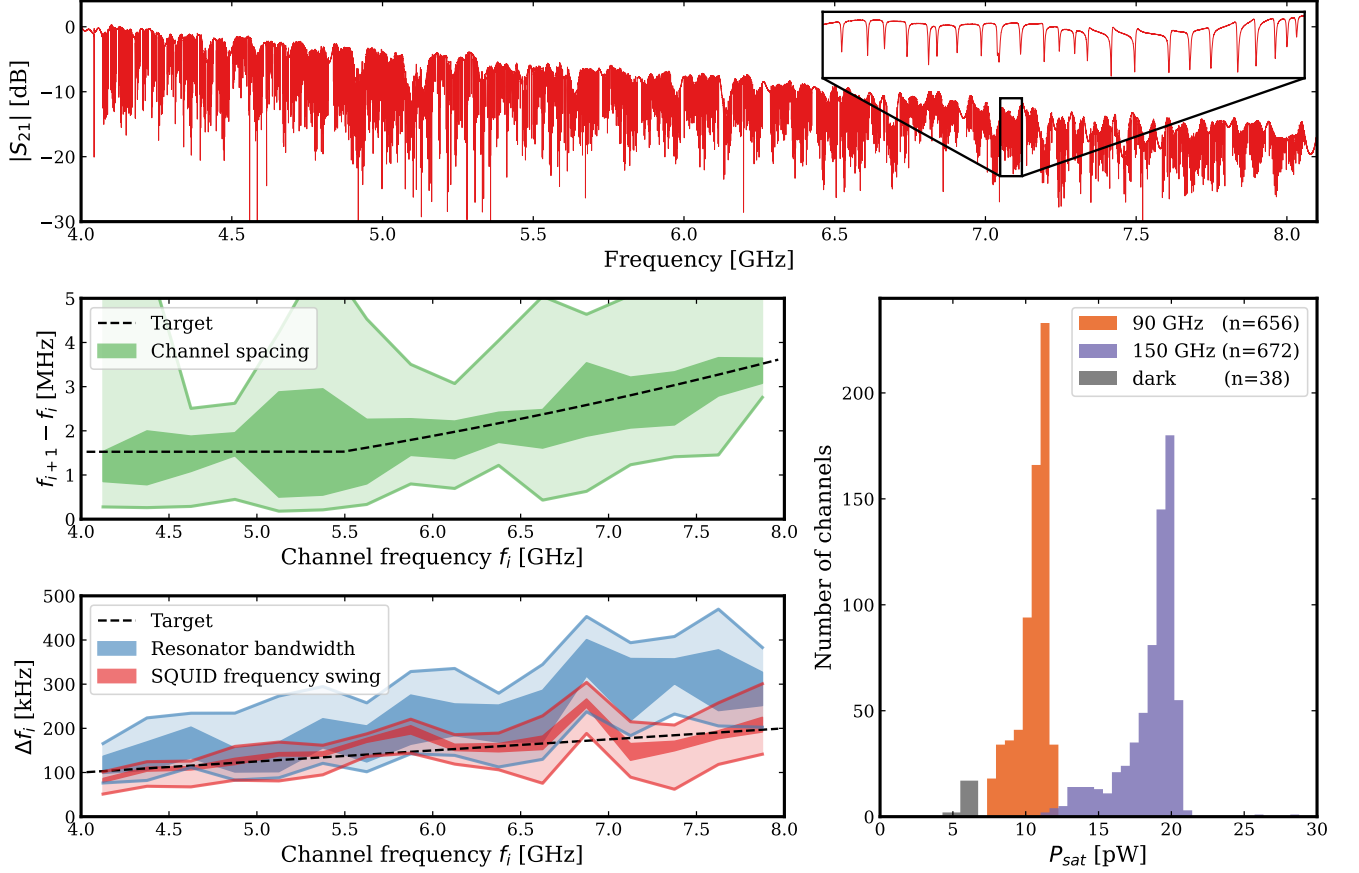 0
−10
−20
−30
|S21| [dB]
4.0 4.5 5.0 5.5 6.0 6.5 7.0 7.5 8.0
Frequency [GHz]
5
4
3
2
1
0
fi+1 − fi [MHz]
Target
Channel spacing
4.0 4.5 5.0 5.5 6.0 6.5 7.0 7.5 8.0
Channel frequency fi [GHz]
500
400
300
200
100
0
Δfi [kHz]
Target
Resonator bandwidth
SQUID frequency swing
4.0 4.5 5.0 5.5 6.0 6.5 7.0 7.5 8.0
Channel frequency fi [GHz]
200
150
100
50
0
Number of channels
90 GHz (n=656)
150 GHz (n=672)
dark (n=38)
0 5 10 15 20 25 30
Psat [pW]